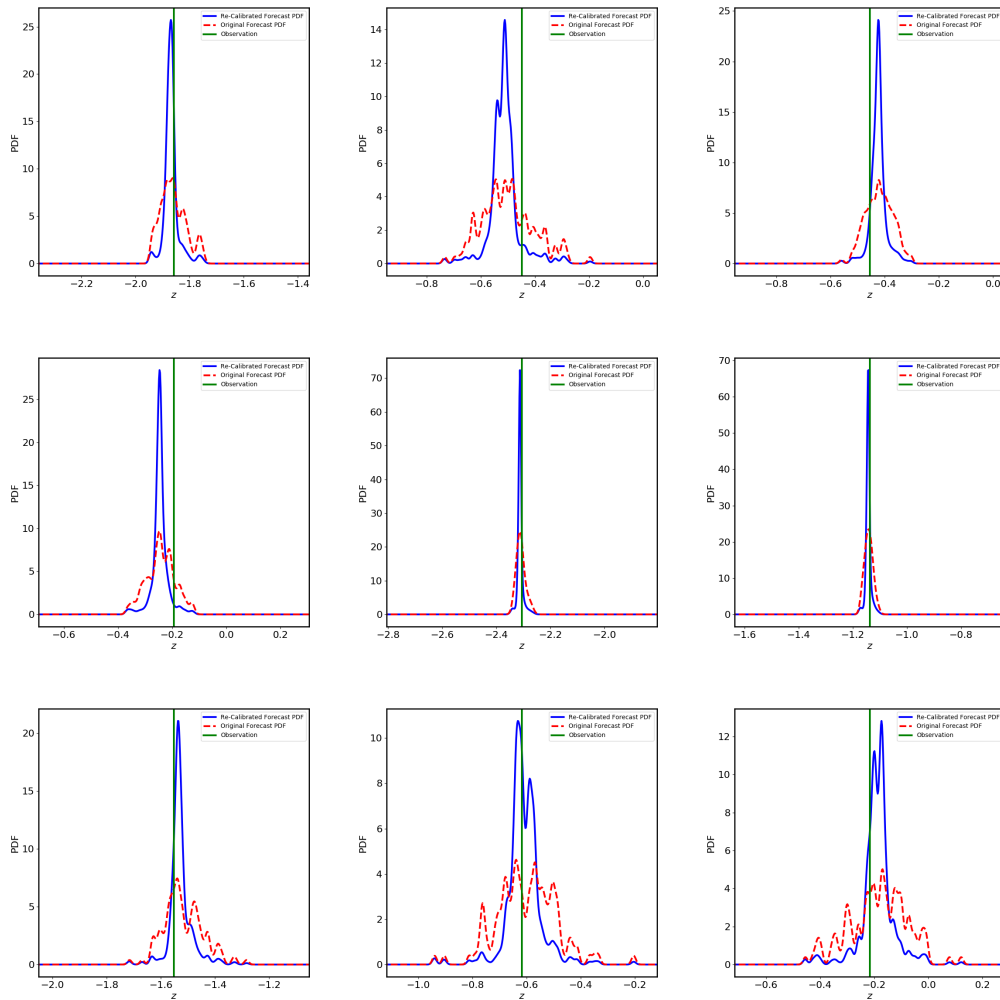 25
20
15
10
5
0
PDF
−2.2 −2.0 −1.8 −1.6 −1.4
z
Re-Calibrated Forecast PDF
Original Forecast PDF
Observation
14
12
10
8
6
4
2
0
PDF
−0.8 −0.6 −0.4 −0.2 0.0
z
Re-Calibrated Forecast PDF
Original Forecast PDF
Observation
25
20
15
10
5
0
PDF
−0.8 −0.6 −0.4 −0.2 0.0
z
Re-Calibrated Forecast PDF
Original Forecast PDF
Observation
25
20
15
10
5
0
PDF
−0.6 −0.4 −0.2 0.0 0.2
z
Re-Calibrated Forecast PDF
Original Forecast PDF
Observation
70
60
50
40
30
20
10
0
PDF
−2.8 −2.6 −2.4 −2.2 −2.0
z
Re-Calibrated Forecast PDF
Original Forecast PDF
Observation
70
60
50
40
30
20
10
0
PDF
−1.6 −1.4 −1.2 −1.0 −0.8
z
Re-Calibrated Forecast PDF
Original Forecast PDF
Observation
20
15
10
5
0
PDF
−2.0 −1.8 −1.6 −1.4 −1.2
z
Re-Calibrated Forecast PDF
Original Forecast PDF
Observation
10
8
6
4
2
0
PDF
−1.0 −0.8 −0.6 −0.4 −0.2
z
Re-Calibrated Forecast PDF
Original Forecast PDF
Observation
12
10
8
6
4
2
0
PDF
−0.6 −0.4 −0.2 0.0 0.2
z
Re-Calibrated Forecast PDF
Original Forecast PDF
Observation